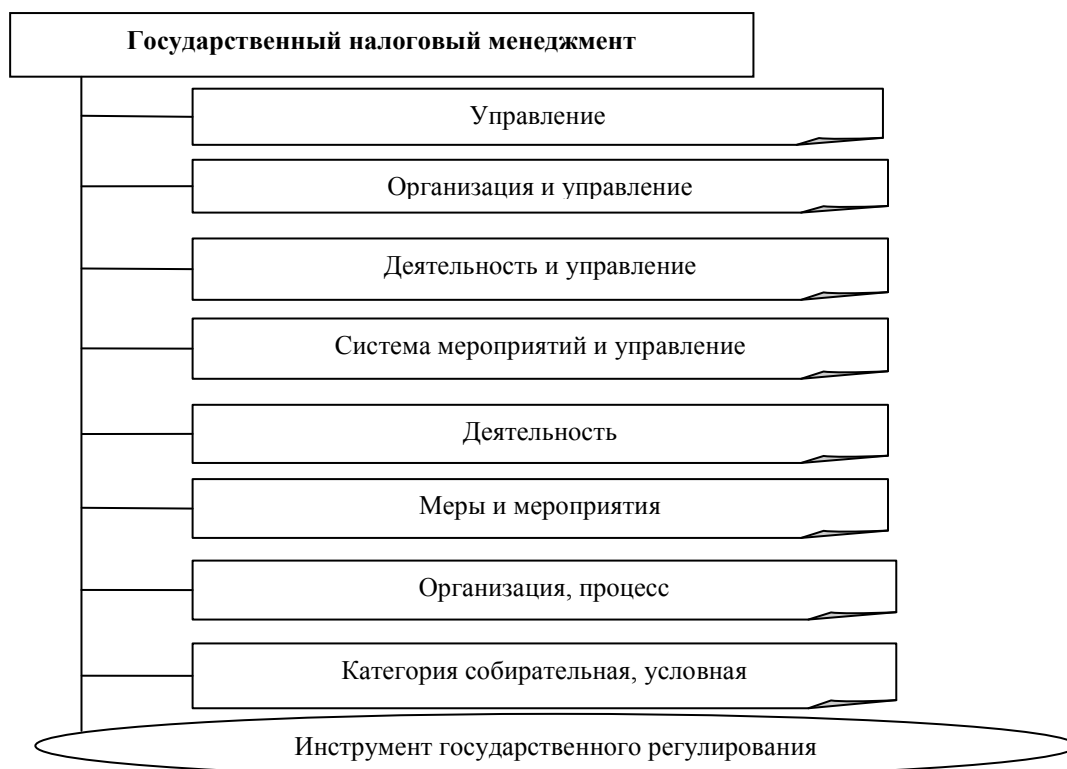 Государственный налоговый менеджмент
Управление
Организация и управление
Деятельность и управление
Система мероприятий и управление
Деятельность
Меры и мероприятия
Организация, процесс
Категория собирательная, условная
Инструмент государственного регулирования